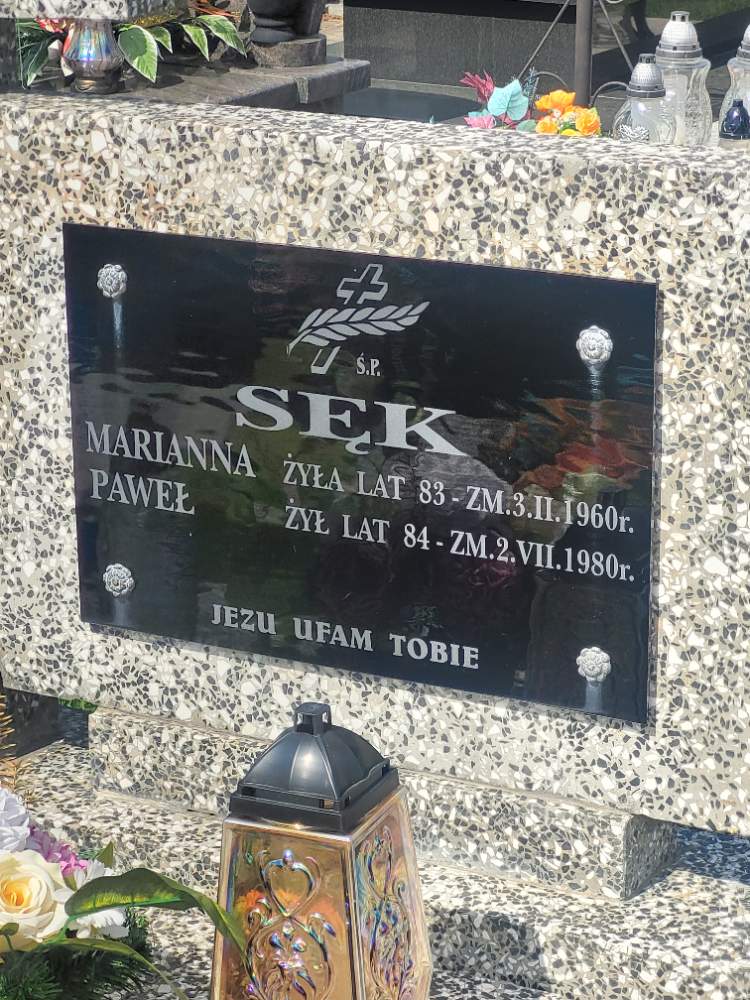 Ś.P.
SĘK
MARIANNA ŻYŁA LAT 83 - ZM.3.II.1960r.
PAWEŁ ŻYŁ LAT 84 - ZM.2.VII.1980r.
JEZU UFAM TOBIE